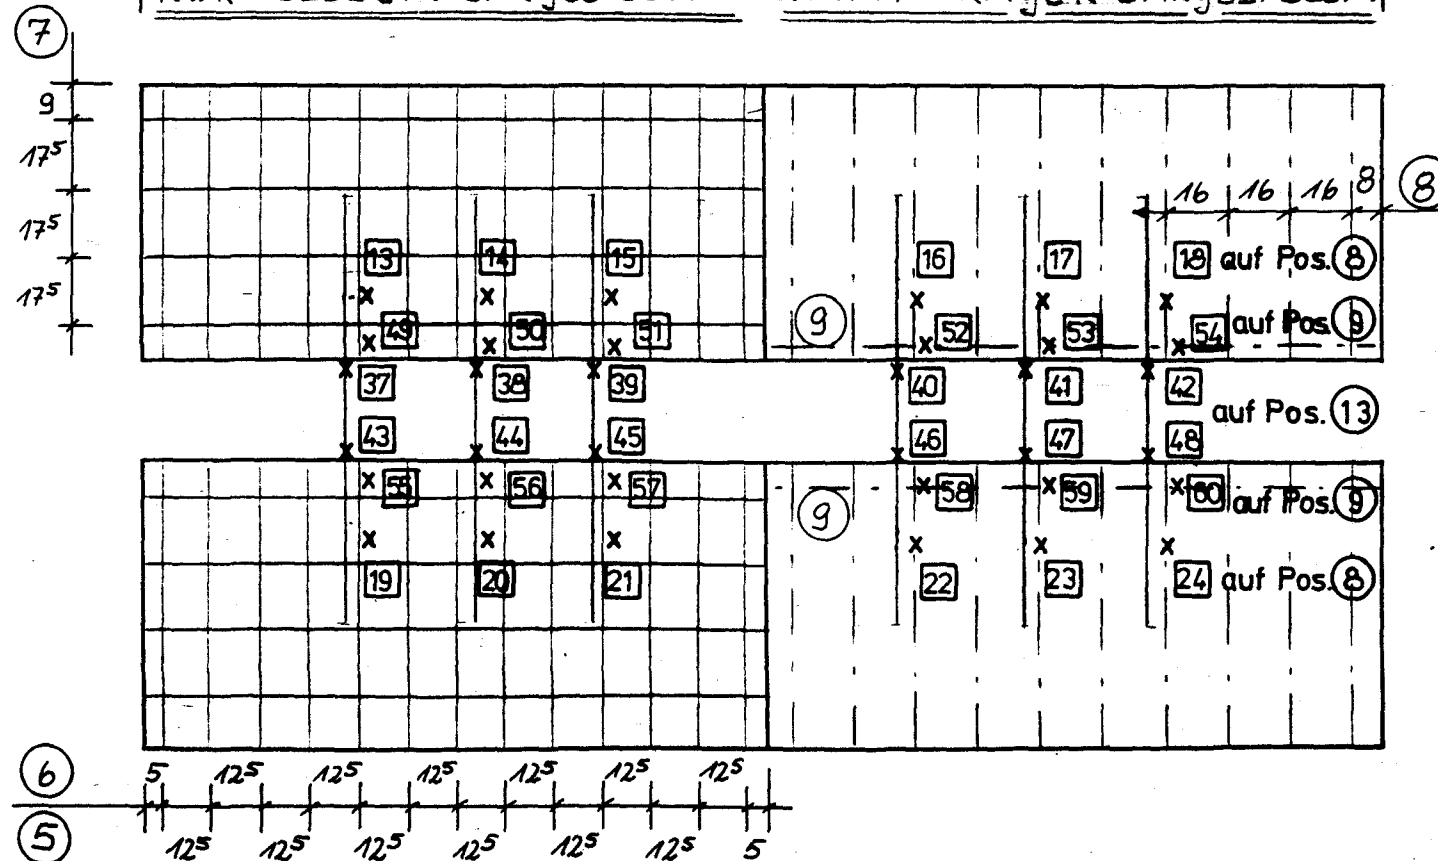 7
9
17⁵
17⁵
17⁵
16 16 16 8 8
13 14 15 16 17 18 auf Pos. 8
49 50 51 9 52 53 54 auf Pos. 9
37 38 39 40 41 42
auf Pos. 13
43 44 45 46 47 48
55 56 57 9 58 59 60 auf Pos. 9
19 20 21 22 23 24 auf Pos. 8
6 5 12⁵ 12⁵ 12⁵ 12⁵ 12⁵ 12⁵
5 12⁵ 12⁵ 12⁵ 12⁵ 12⁵ 12⁵ 5